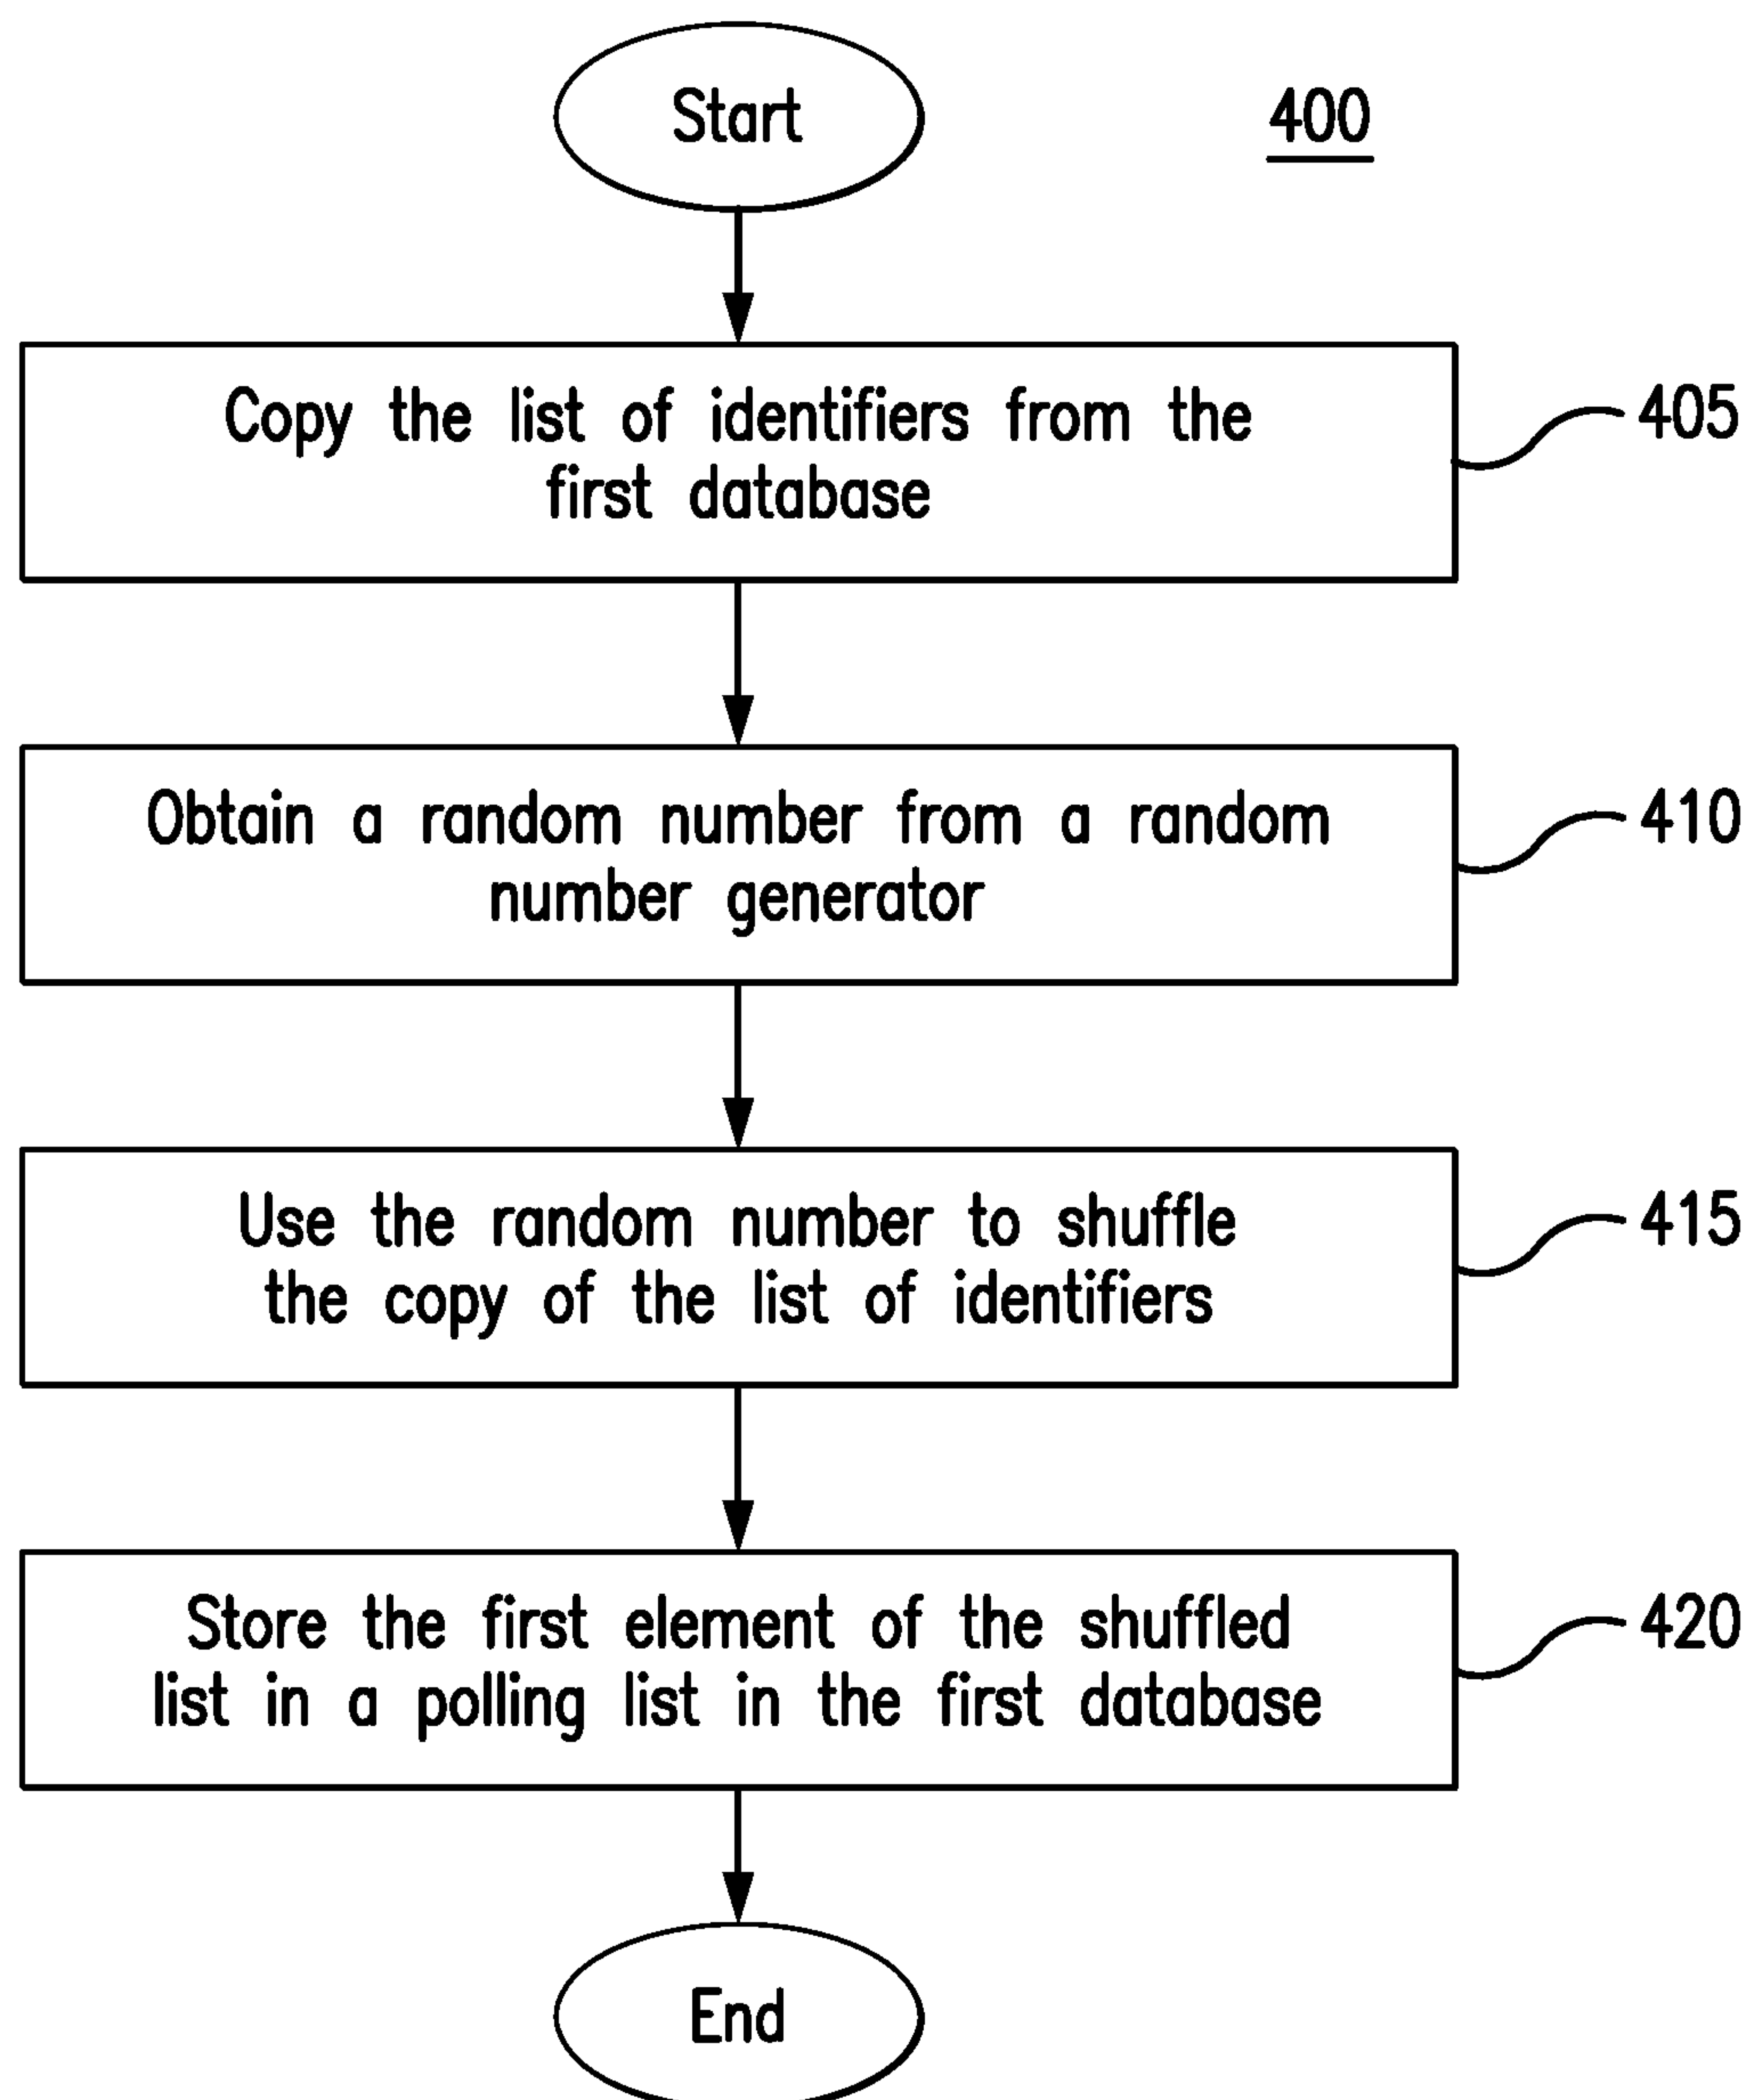 Start
400
Copy the list of identifiers from the
first database
405
Obtain a random number from a random
number generator
410
Use the random number to shuffle
the copy of the list of identifiers
415
Store the first element of the shuffled
list in a polling list in the first database
420
End